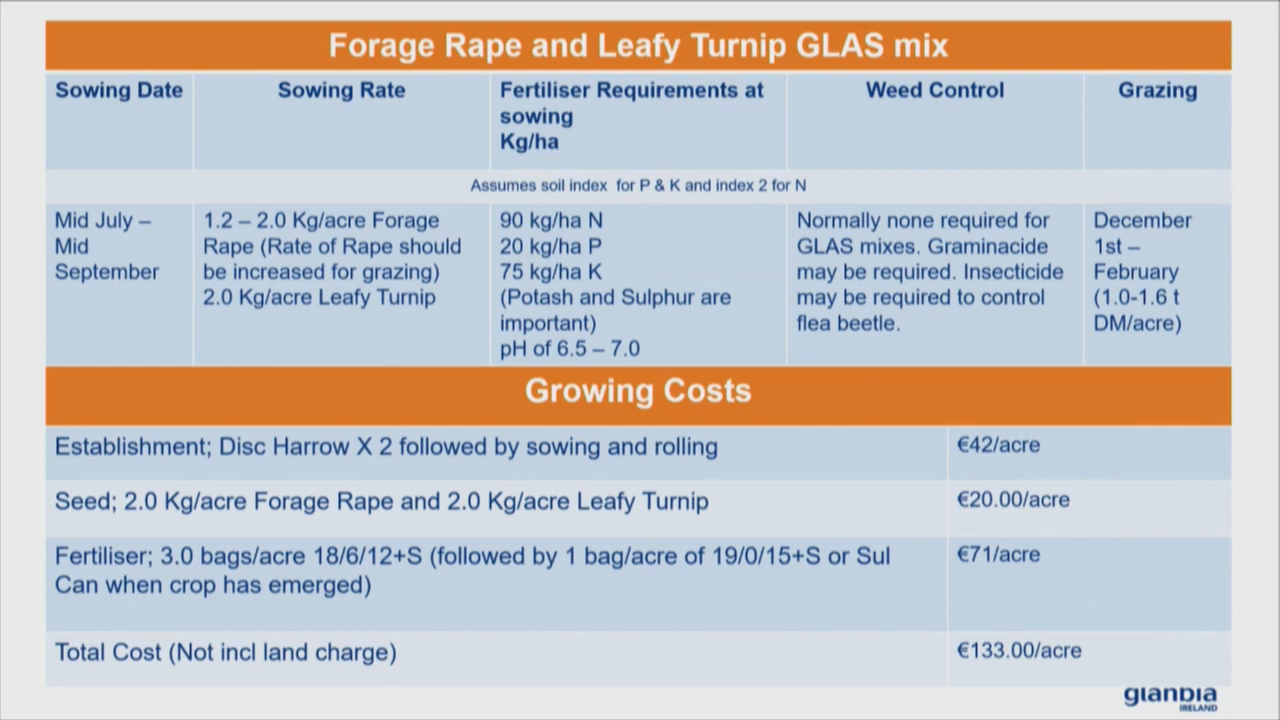 Forage Rape and Leafy Turnip GLAS mix
Sowing Date
Sowing Rate
Fertiliser Requirements at
sowing
Kg/ha
Weed Control
Grazing
Assumes soil index for P & K and index 2 for N
Mid July –
Mid
September
1.2 – 2.0 Kg/acre Forage
Rape (Rate of Rape should
be increased for grazing)
2.0 Kg/acre Leafy Turnip
90 kg/ha N
20 kg/ha P
75 kg/ha K
(Potash and Sulphur are
important)
pH of 6.5 – 7.0
Normally none required for
GLAS mixes. Graminacide
may be required. Insecticide
may be required to control
flea beetle.
December
1st –
February
(1.0-1.6 t
DM/acre)
Growing Costs
Establishment; Disc Harrow X 2 followed by sowing and rolling
€42/acre
Seed; 2.0 Kg/acre Forage Rape and 2.0 Kg/acre Leafy Turnip
€20.00/acre
Fertiliser; 3.0 bags/acre 18/6/12+S (followed by 1 bag/acre of 19/0/15+S or Sul
Can when crop has emerged)
€71/acre
Total Cost (Not incl land charge)
€133.00/acre
glanbia
IRELAND